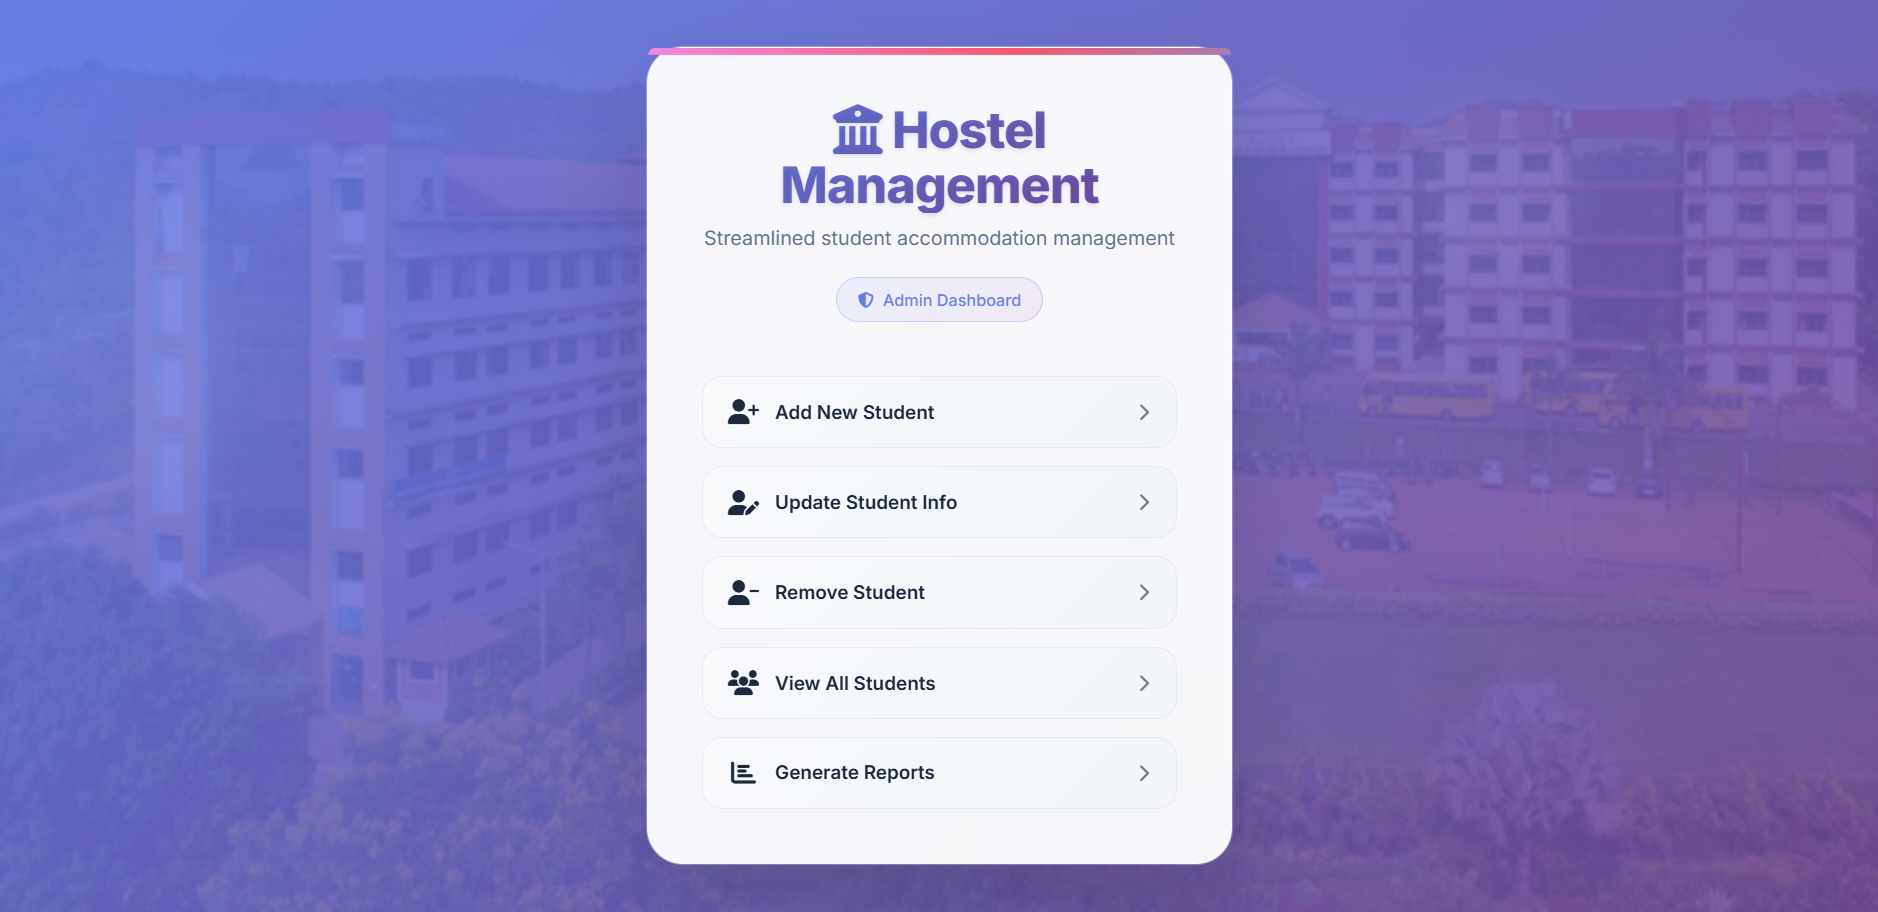 Hostel
Management
Streamlined student accommodation management
Admin Dashboard
Add New Student
Update Student Info
Remove Student
View All Students
Generate Reports